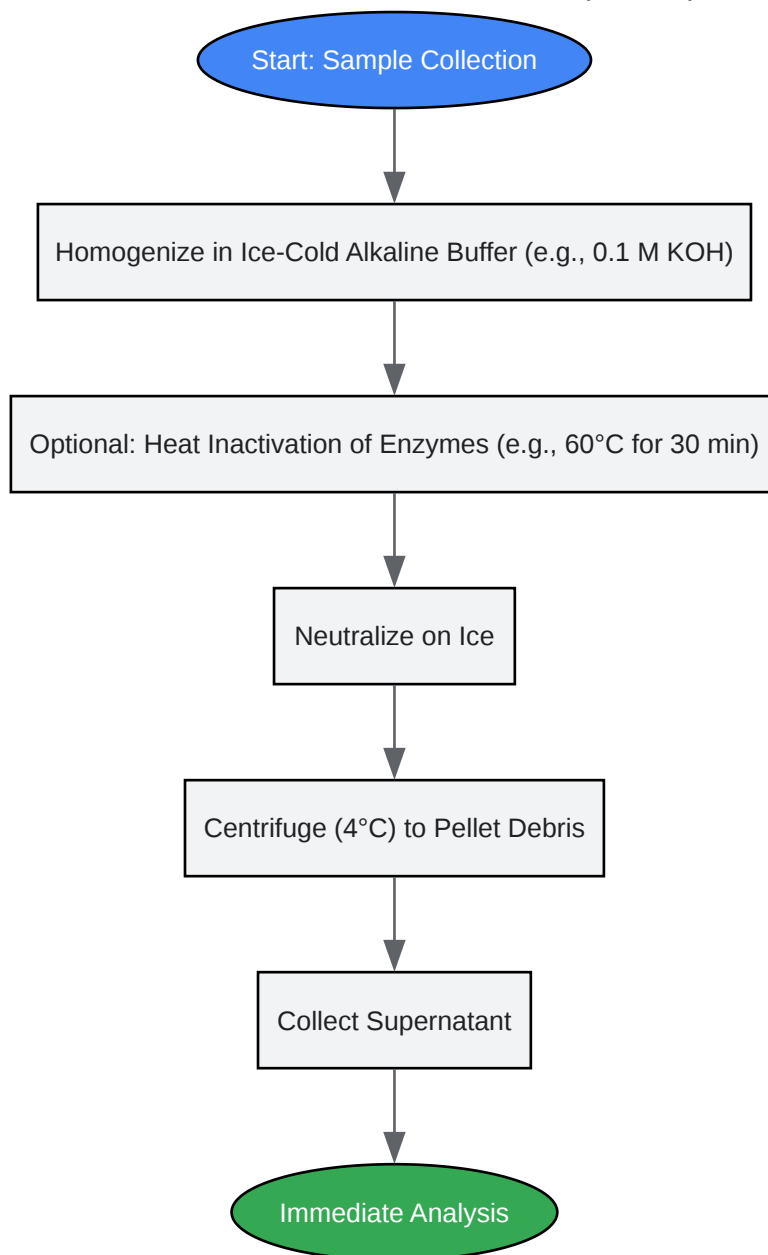 Start: Sample Collection
Homogenize in Ice-Cold Alkaline Buffer (e.g., 0.1 M KOH)
Optional: Heat Inactivation of Enzymes (e.g., 60°C for 30 min)
Neutralize on Ice
Centrifuge (4°C) to Pellet Debris
Collect Supernatant
Immediate Analysis